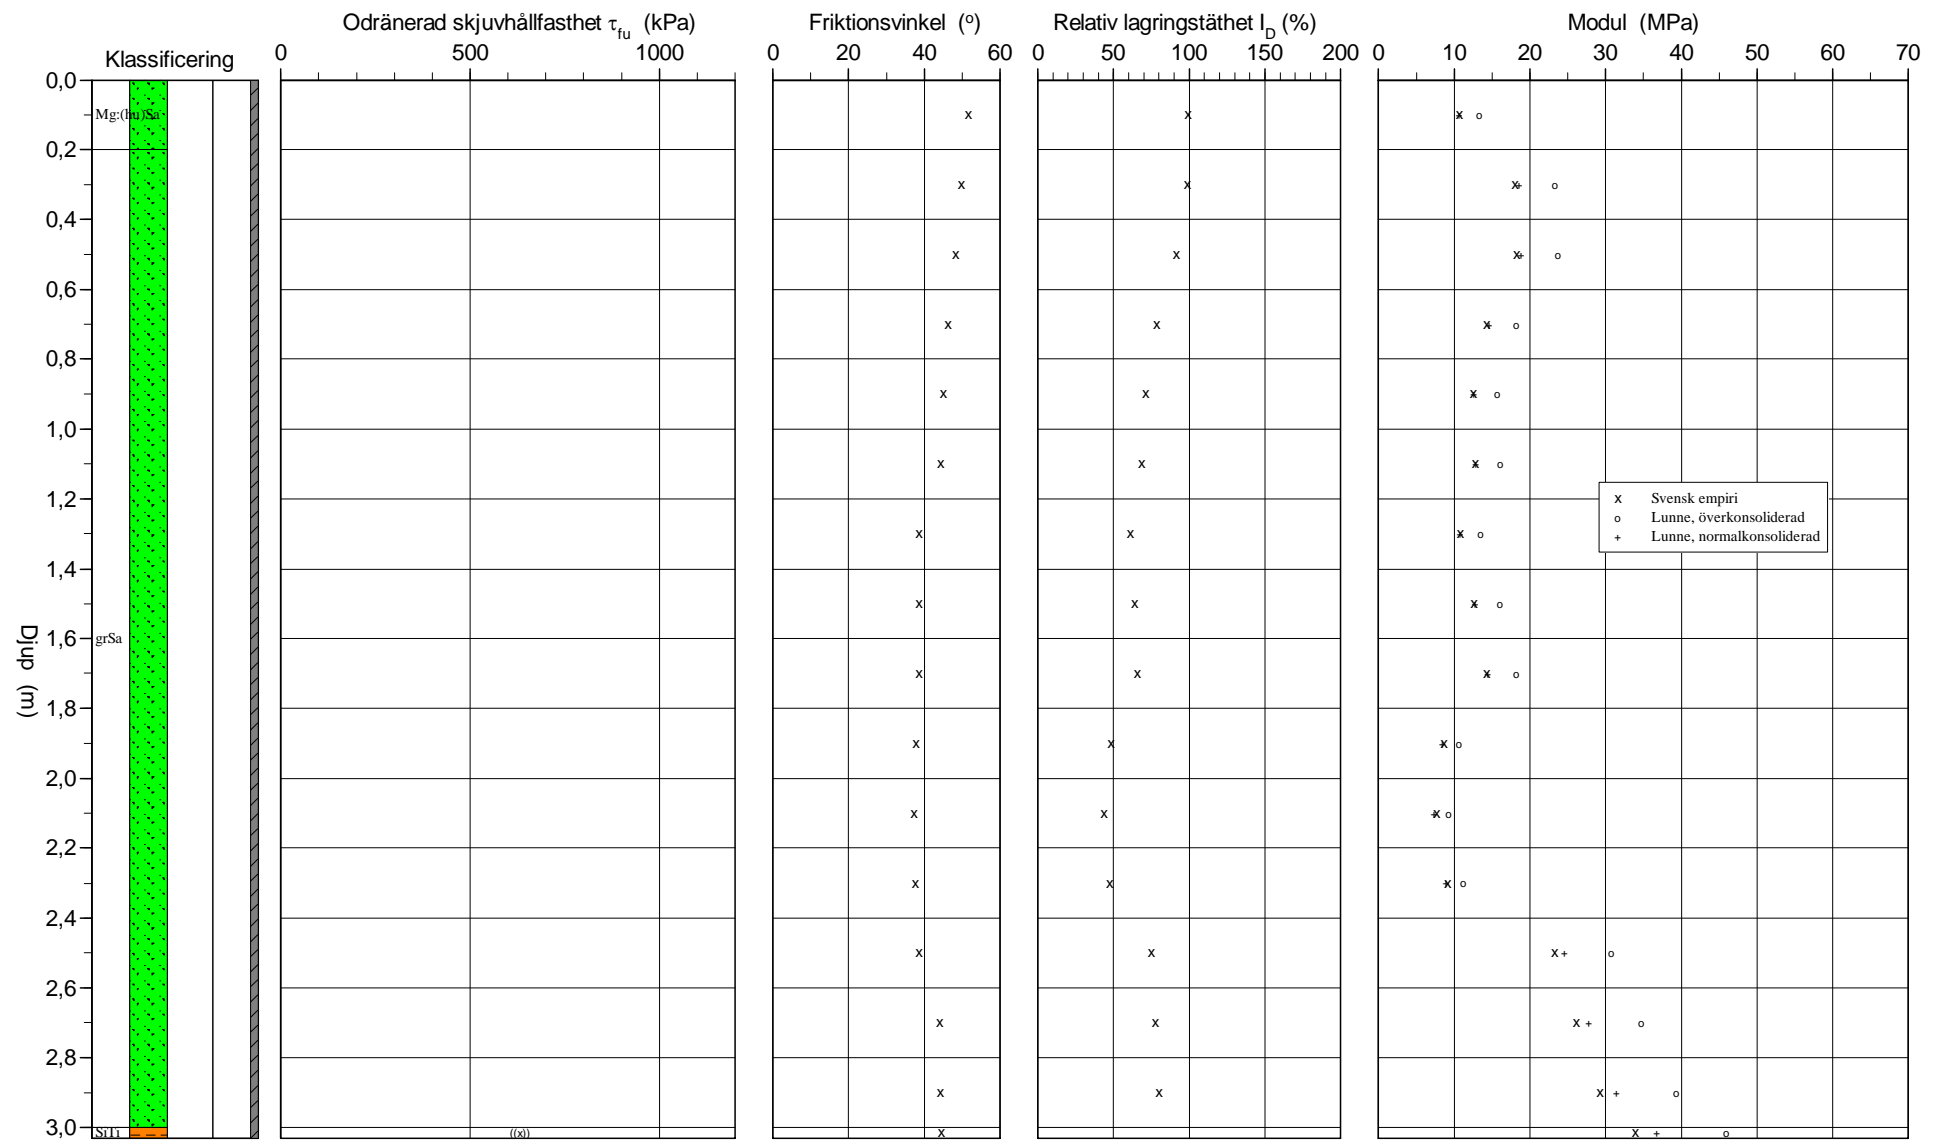 Odränerad skjuvhållfasthet τfu (kPa)
Friktionsvinkel (°)
Relativ lagringstäthet ID (%)
Modul (MPa)
Klassificering
0 500 1000
0 20 40 60
0 50 100 150 200
0 10 20 30 40 50 60 70
0,0
Mg:(hu)Sa
0,2
0,4
0,6
0,8
1,0
1,2
1,4
1,6
grSa
1,8
2,0
2,2
2,4
2,6
2,8
3,0
SiTi
Djup (m)
((x))
x Svensk empiri
o Lunne, överkonsoliderad
+ Lunne, normalkonsoliderad